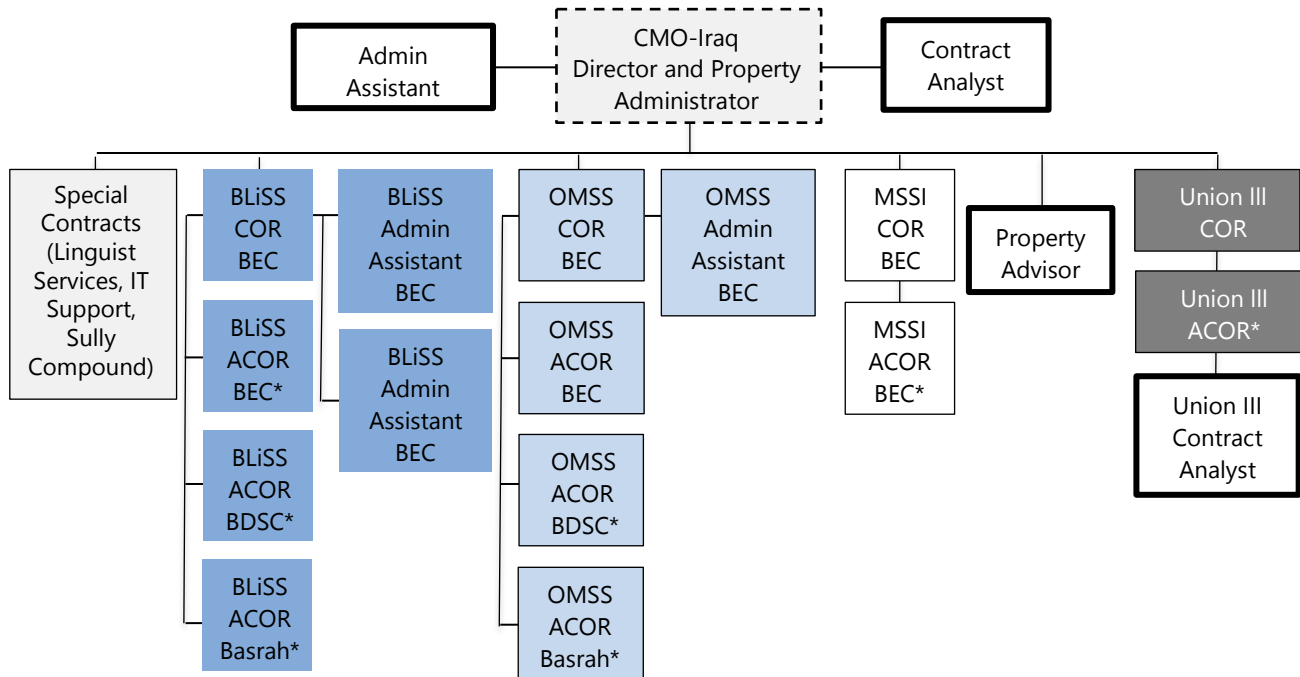 Admin
Assistant
CMO-Iraq
Director and Property
Administrator
Contract
Analyst
Special
Contracts
(Linguist
Services, IT
Support,
Sully
Compound)
BLiSS
COR
BEC
BLiSS
Admin
Assistant
BEC
OMSS
COR
BEC
OMSS
Admin
Assistant
BEC
MSSI
COR
BEC
Property
Advisor
Union III
COR
BLiSS
ACOR
BEC*
BLiSS
Admin
Assistant
BEC
OMSS
ACOR
BEC
MSSI
ACOR
BEC*
Union III
ACOR*
Union III
Contract
Analyst
BLiSS
ACOR
BDSC*
OMSS
ACOR
BDSC*
BLiSS
ACOR
Basrah*
OMSS
ACOR
Basrah*